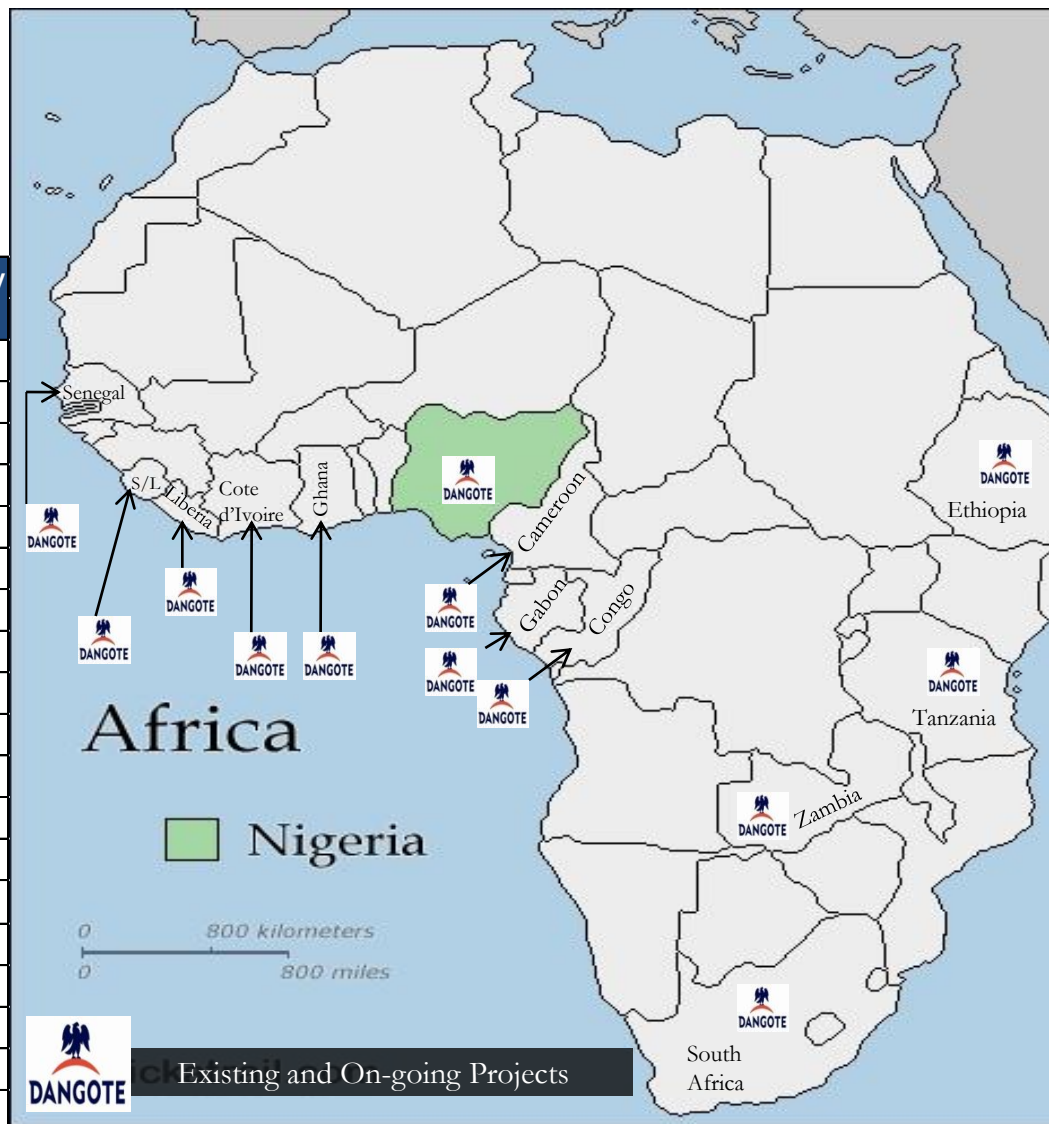 Senegal
S/L
Liberia
Cote
d'Ivoire
Ghana
Cameroon
Gabon
Congo
Ethiopia
Tanzania
Zambia
South
Africa
DANGOTE
DANGOTE
DANGOTE
DANGOTE
DANGOTE
DANGOTE
DANGOTE
DANGOTE
DANGOTE
DANGOTE
DANGOTE
DANGOTE
DANGOTE
Africa
Nigeria
0 800 kilometers
0 800 miles
DANGOTE
Existing and On-going Projects